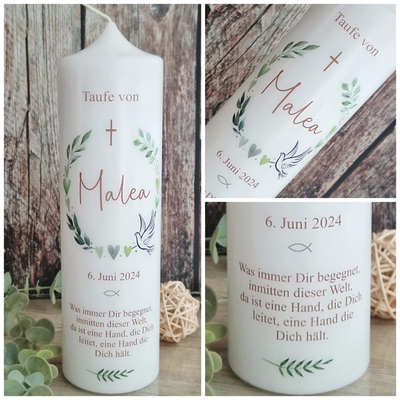 Taufe von
Malea
6. Juni 2024
Was immer Dir begegnet,
inmitten dieser Welt,
da ist eine Hand, die Dich
leitet, eine Hand die
Dich hält.
Taufe von
Malea
6. Juni 2024
6. Juni 2024
Was immer Dir begegnet,
inmitten dieser Welt,
da ist eine Hand, die Dich
leitet, eine Hand die
Dich hält.